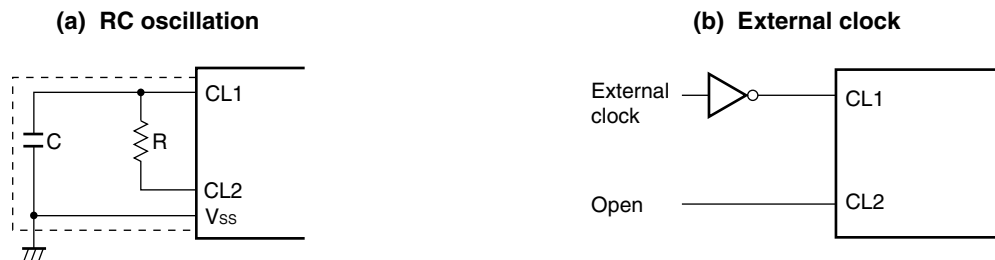 (a) RC oscillation
CL1
C
R
CL2
VSS
(b) External clock
External
clock
CL1
Open
CL2